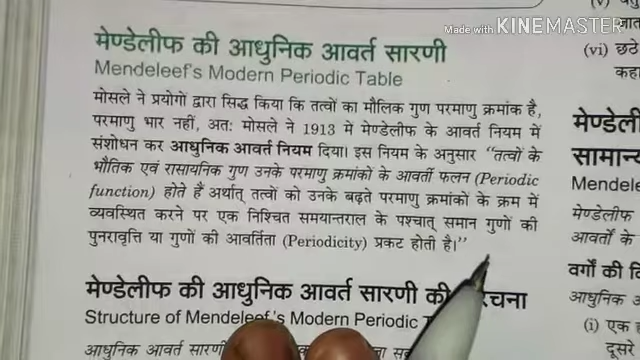 Made with KINEMASTER
मेण्डेलीफ की आधुनिक आवर्त सारणी
Mendeleef's Modern Periodic Table
मोसले ने प्रयोगों द्वारा सिद्ध किया कि तत्वों का मौलिक गुण परमाणु क्रमांक है,
परमाणु भार नहीं, अतः मोसले ने 1913 में मेण्डेलीफ के आवर्त नियम में
संशोधन कर आधुनिक आवर्त नियम दिया। इस नियम के अनुसार "तत्वों के
भौतिक एवं रासायनिक गुण उनके परमाणु क्रमांकों के आवर्ती फलन (Periodic
function) होते हैं अर्थात् तत्वों को उनके बढ़ते परमाणु क्रमांकों के क्रम में
व्यवस्थित करने पर एक निश्चित समयान्तराल के पश्चात् समान गुणों की
पुनरावृत्ति या गुणों की आवर्तिता (Periodicity) प्रकट होती है।"
मेण्डेलीफ की आधुनिक आवर्त सारणी की
Structure of Mendeleef's Modern Periodic
आधुनिक आवर्त
(vi) छठे
कहा
मेण्डेली
सामान्य
Mendele
मेण्डेलीफ
आवर्तों के
वर्गों की वि
आधुनिक
(i) एक
दूसरे